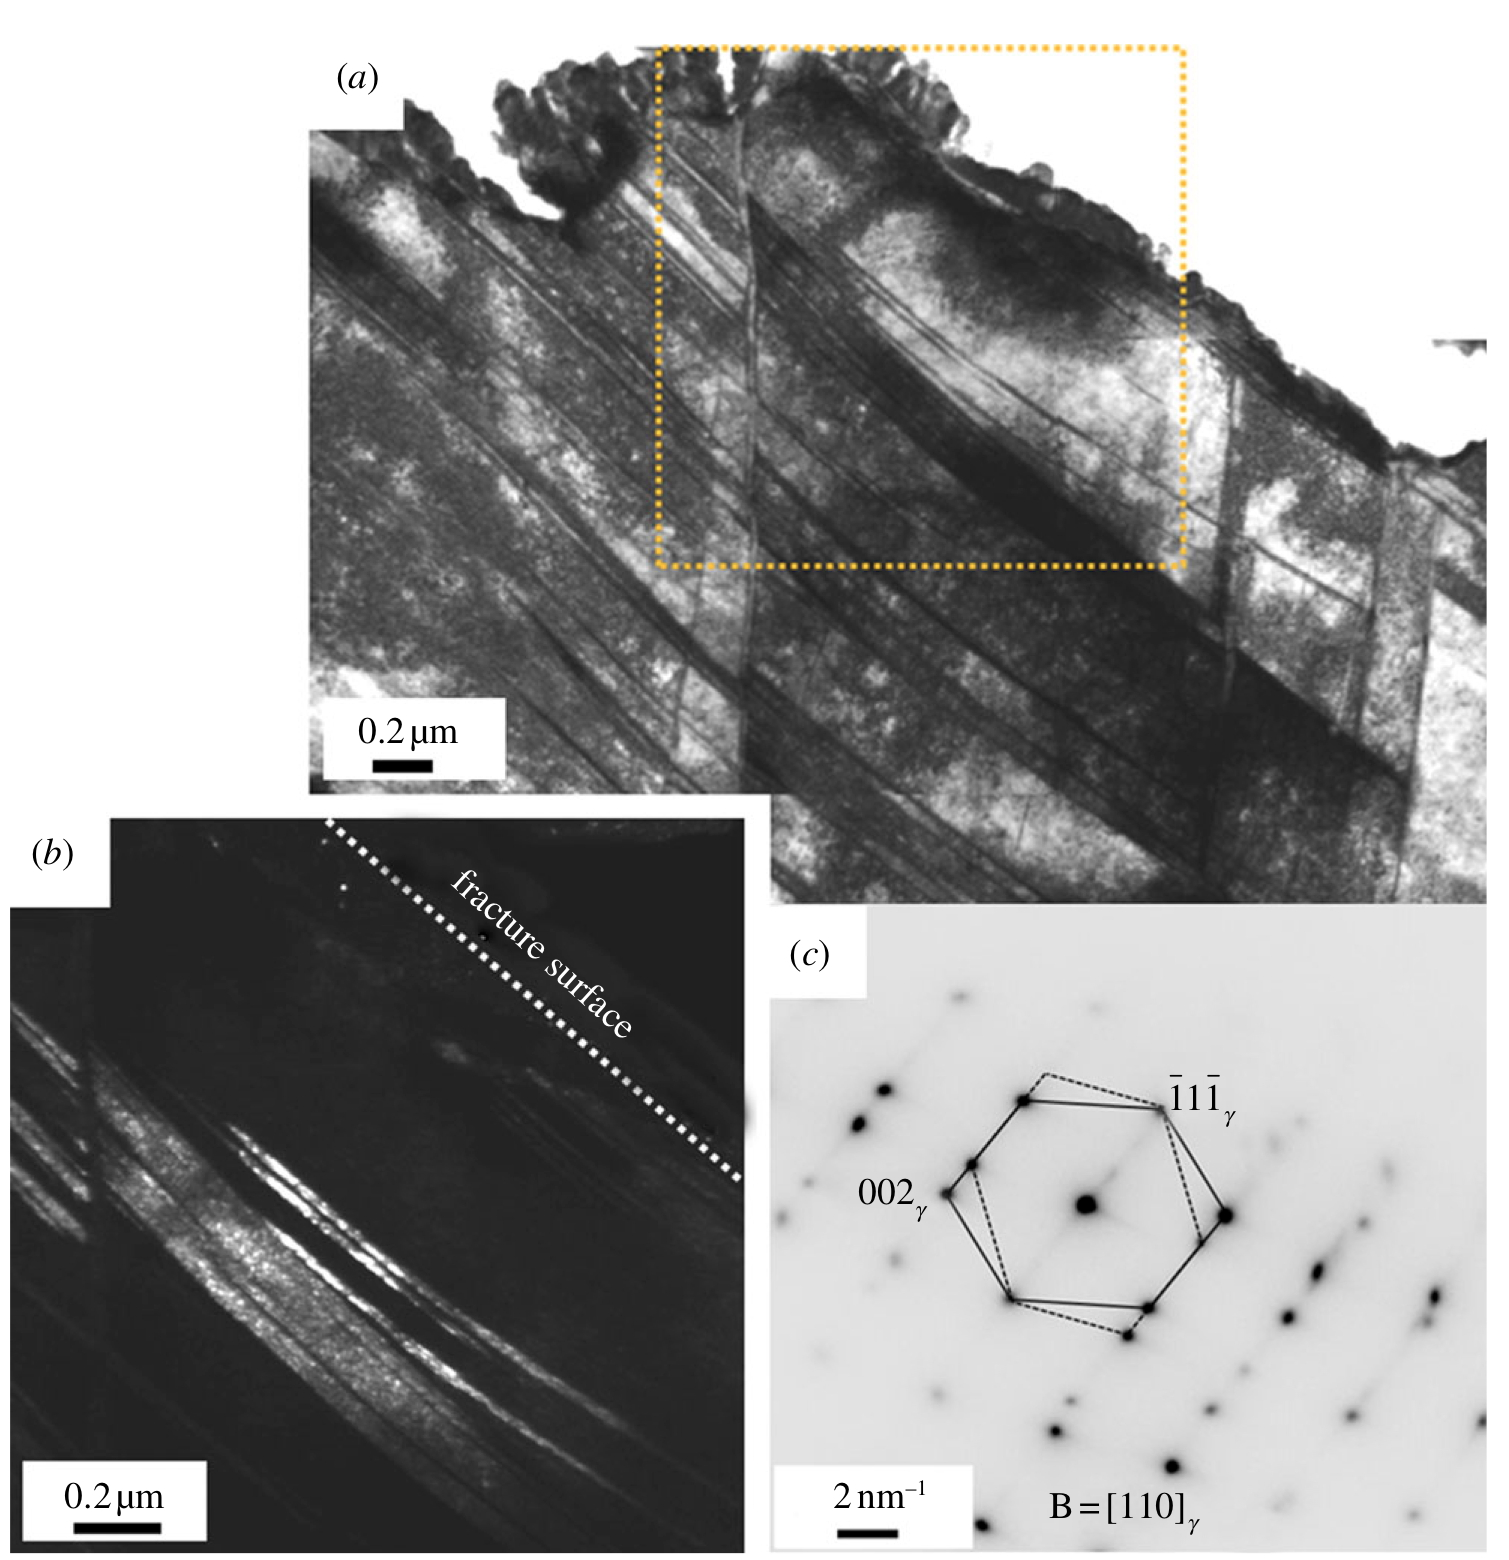 (a)
0.2 µm
(b)
fracture surface
0.2 µm
(c)
1̄11̄γ
002γ
2 nm⁻¹
B = [110]γ